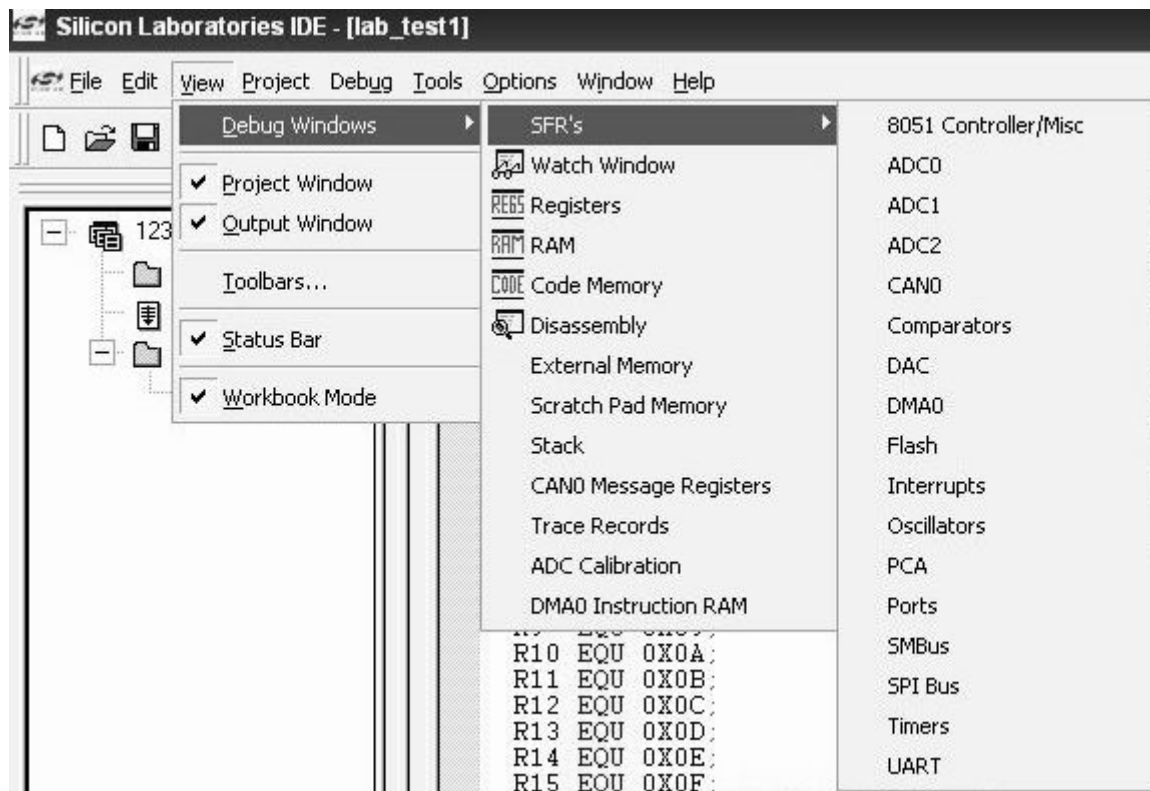 Silicon Laboratories IDE - [lab_test1]
File Edit View Project Debug Tools Options Window Help
Debug Windows
Project Window
Output Window
Toolbars...
Status Bar
Workbook Mode
123
SFR's
Watch Window
REGS Registers
RAM RAM
CODE Code Memory
Disassembly
External Memory
Scratch Pad Memory
Stack
CAN0 Message Registers
Trace Records
ADC Calibration
DMA0 Instruction RAM
8051 Controller/Misc
ADC0
ADC1
ADC2
CAN0
Comparators
DAC
DMA0
Flash
Interrupts
Oscillators
PCA
Ports
SMBus
SPI Bus
Timers
UART
R10 EQU 0X0A;
R11 EQU 0X0B;
R12 EQU 0X0C;
R13 EQU 0X0D;
R14 EQU 0X0E;
R15 EQU 0X0F;